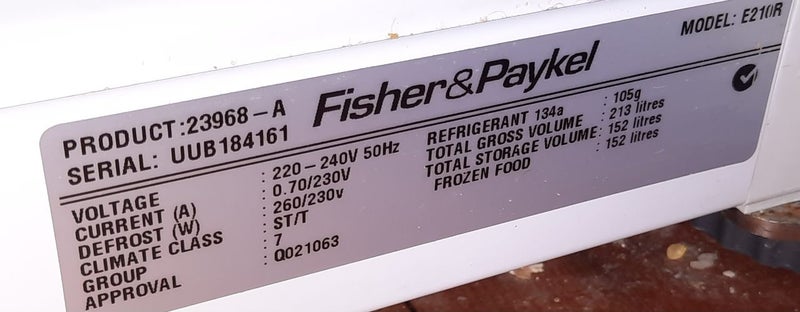 MODEL: E210R
Fisher&Paykel
PRODUCT:23968-A
SERIAL: UUB184161
VOLTAGE : 220-240V 50Hz
CURRENT (A) : 0.70/230V
DEFROST (W) : 260/230v
CLIMATE CLASS : ST/T
GROUP : 7
APPROVAL : Q021063
REFRIGERANT 134a : 105g
TOTAL GROSS VOLUME : 213 litres
TOTAL STORAGE VOLUME : 152 litres
FROZEN FOOD : 152 litres